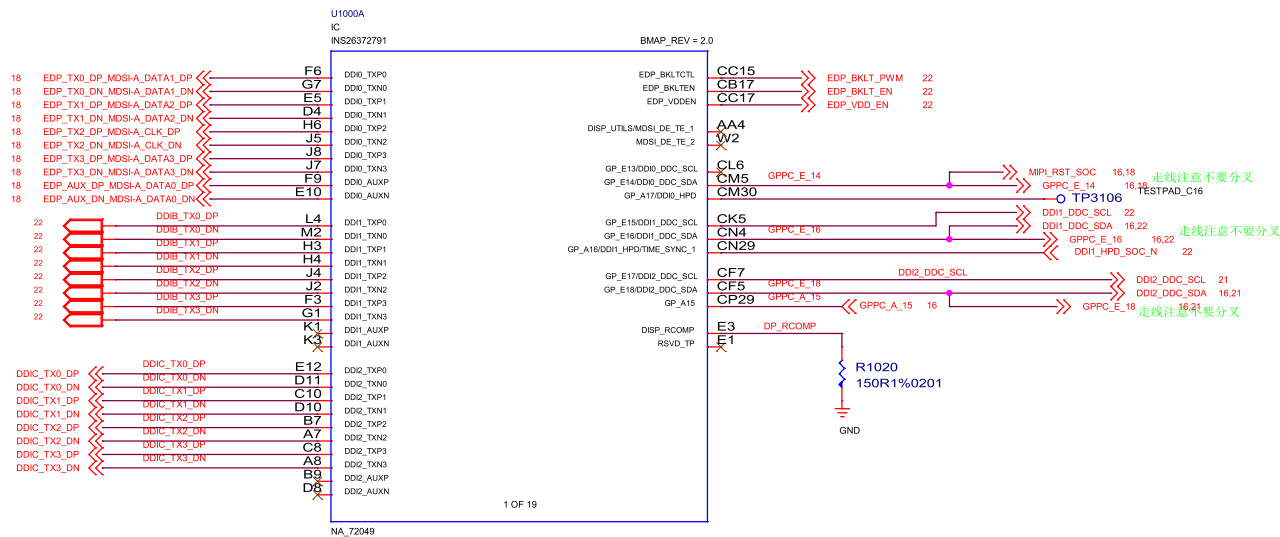 U1000A
IC
INS26372791
BMAP_REV = 2.0
18 EDP_TX0_DP_MDSI-A_DATA1_DP F6 DDI0_TXP0 EDP_BKLTCTL CC15 EDP_BKLT_PWM 22
18 EDP_TX0_DN_MDSI-A_DATA1_DN G7 DDI0_TXN0 EDP_BKLTEN CB17 EDP_BKLT_EN 22
18 EDP_TX1_DP_MDSI-A_DATA2_DP E5 DDI0_TXP1 EDP_VDDEN CC17 EDP_VDD_EN 22
18 EDP_TX1_DN_MDSI-A_DATA2_DN D4 DDI0_TXN1
18 EDP_TX2_DP_MDSI-A_CLK_DP H6 DDI0_TXP2 DISP_UTILS/MDSI_DE_TE_1 AA4
18 EDP_TX2_DN_MDSI-A_CLK_DN J5 DDI0_TXN2 MDSI_DE_TE_2 W2
18 EDP_TX3_DP_MDSI-A_DATA3_DP J8 DDI0_TXP3
18 EDP_TX3_DN_MDSI-A_DATA3_DN J7 DDI0_TXN3 GP_E13/DDI0_DDC_SCL CL6 MIPI_RST_SOC 16,18
18 EDP_AUX_DP_MDSI-A_DATA0_DP F9 DDI0_AUXP GP_E14/DDI0_DDC_SDA CM5 GPPC_E_14 GPPC_E_14 16,18 走线注意不要分叉
18 EDP_AUX_DN_MDSI-A_DATA0_DN E10 DDI0_AUXN GP_A17/DDI0_HPD CM30 TP3106 TESTPAD_C16
22 DDIB_TX0_DP L4 DDI1_TXP0 GP_E15/DDI1_DDC_SCL CK5 DDI1_DDC_SCL 22
22 DDIB_TX0_DN M2 DDI1_TXN0 GP_E16/DDI1_DDC_SDA CN4 GPPC_E_16 DDI1_DDC_SDA 16,22 走线注意不要分叉
22 DDIB_TX1_DP H3 DDI1_TXP1 GP_A16/DDI1_HPD/TIME_SYNC_1 CN29 GPPC_E_16 16,22
22 DDIB_TX1_DN H4 DDI1_TXN1 DDI1_HPD_SOC_N 22
22 DDIB_TX2_DP J4 DDI1_TXP2 GP_E17/DDI2_DDC_SCL CF7 DDI2_DDC_SCL DDI2_DDC_SCL 21
22 DDIB_TX2_DN J2 DDI1_TXN2 GP_E18/DDI2_DDC_SDA CF5 GPPC_E_18 DDI2_DDC_SDA 16,21
22 DDIB_TX3_DP F3 DDI1_TXP3 GP_A15 CP29 GPPC_A_15 GPPC_A_15 16 GPPC_E_18 16,21
22 DDIB_TX3_DN G1 DDI1_TXN3 走线注意不要分叉
K1 DDI1_AUXP DISP_RCOMP E3 DP_RCOMP
K3 DDI1_AUXN RSVD_TP E1
DDIC_TX0_DP DDIC_TX0_DP E12 DDI2_TXP0 R1020
DDIC_TX0_DN DDIC_TX0_DN D11 DDI2_TXN0 150R1%0201
DDIC_TX1_DP DDIC_TX1_DP C10 DDI2_TXP1
DDIC_TX1_DN DDIC_TX1_DN D10 DDI2_TXN1
DDIC_TX2_DP DDIC_TX2_DP B7 DDI2_TXP2 GND
DDIC_TX2_DN DDIC_TX2_DN A7 DDI2_TXN2
DDIC_TX3_DP DDIC_TX3_DP C8 DDI2_TXP3
DDIC_TX3_DN DDIC_TX3_DN A8 DDI2_TXN3
B9 DDI2_AUXP
D8 DDI2_AUXN
1 OF 19
NA_72049